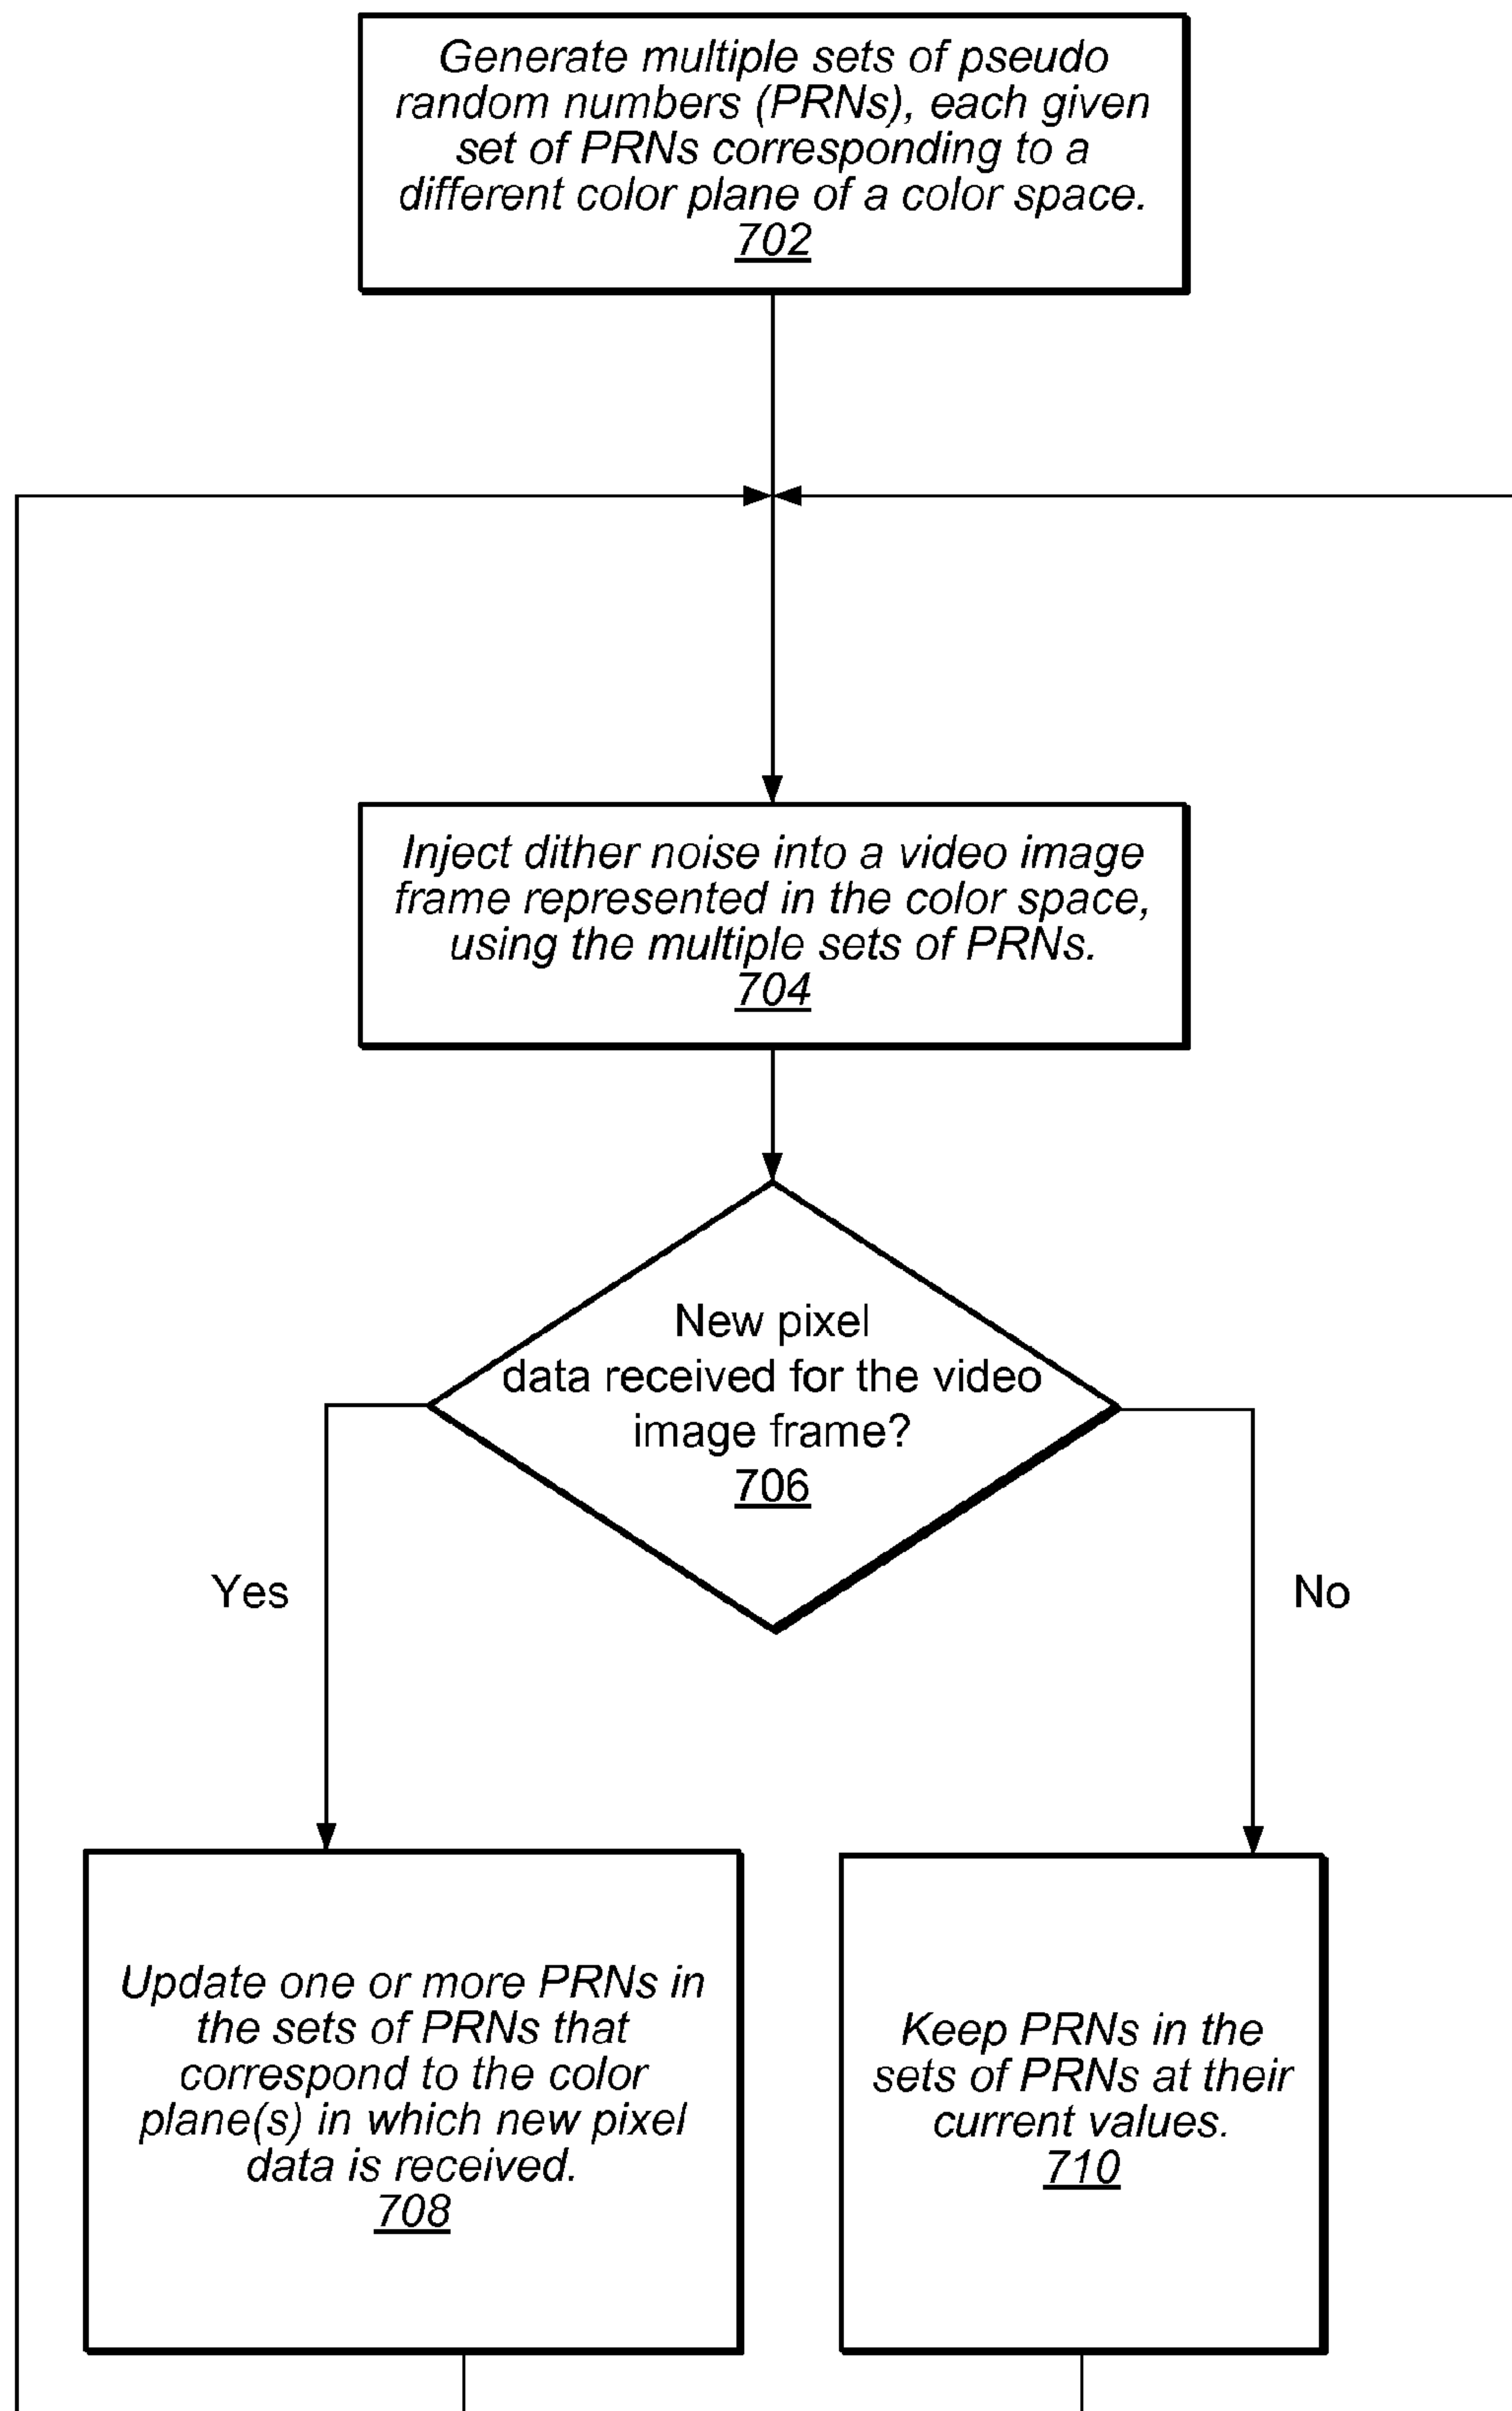 Generate multiple sets of pseudo
random numbers (PRNs), each given
set of PRNs corresponding to a
different color plane of a color space.
702
Inject dither noise into a video image
frame represented in the color space,
using the multiple sets of PRNs.
704
New pixel
data received for the video
image frame?
706
Yes
No
Update one or more PRNs in
the sets of PRNs that
correspond to the color
plane(s) in which new pixel
data is received.
708
Keep PRNs in the
sets of PRNs at their
current values.
710